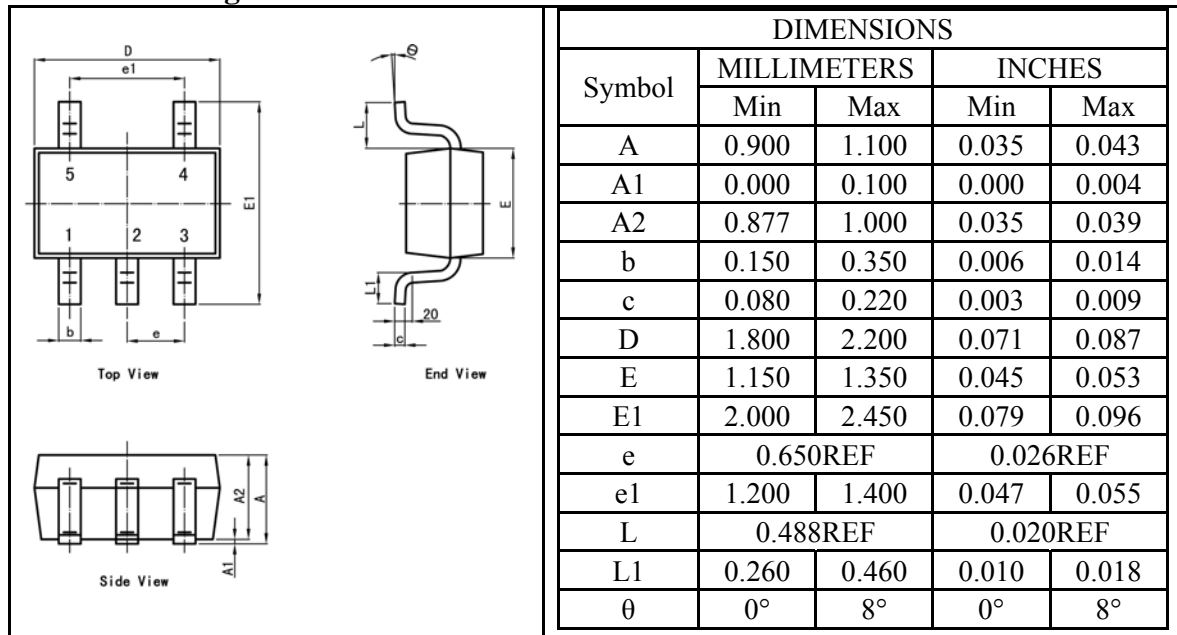 D
e1
5 4
1 2 3
E1
b
e
Top View
θ
L
E
L1
20
c
End View
A2
A
A1
Side View
DIMENSIONS
Symbol MILLIMETERS INCHES
Min Max Min Max
A 0.900 1.100 0.035 0.043
A1 0.000 0.100 0.000 0.004
A2 0.877 1.000 0.035 0.039
b 0.150 0.350 0.006 0.014
c 0.080 0.220 0.003 0.009
D 1.800 2.200 0.071 0.087
E 1.150 1.350 0.045 0.053
E1 2.000 2.450 0.079 0.096
e 0.650REF 0.026REF
e1 1.200 1.400 0.047 0.055
L 0.488REF 0.020REF
L1 0.260 0.460 0.010 0.018
θ 0° 8° 0° 8°